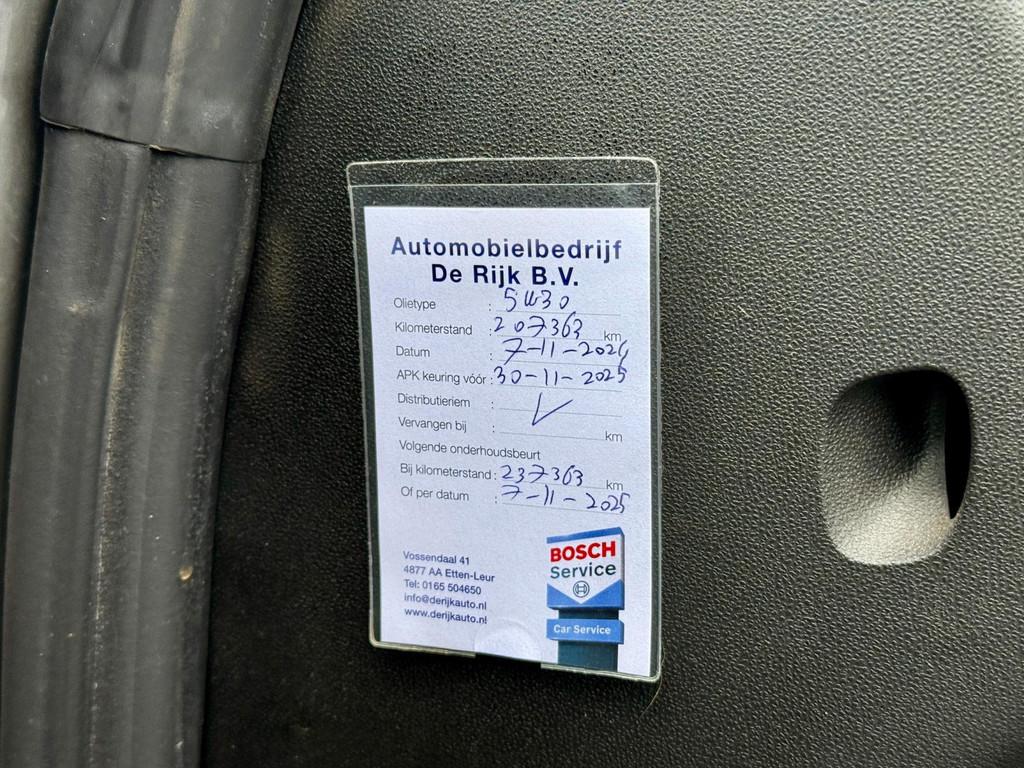 Automobielbedrijf
De Rijk B.V.
Olietype : 5W30
Kilometerstand : 207363 km
Datum : 7-11-2024
APK keuring vóór : 30-11-2025
Distributieriem : V
Vervangen bij : km
Volgende onderhoudsbeurt
Bij kilometerstand : 237363 km
Of per datum : 7-11-2025
Vossendaal 41
4877 AA Etten-Leur
Tel: 0165 504650
info@derijkauto.nl
www.derijkauto.nl
BOSCH
Service
Car Service